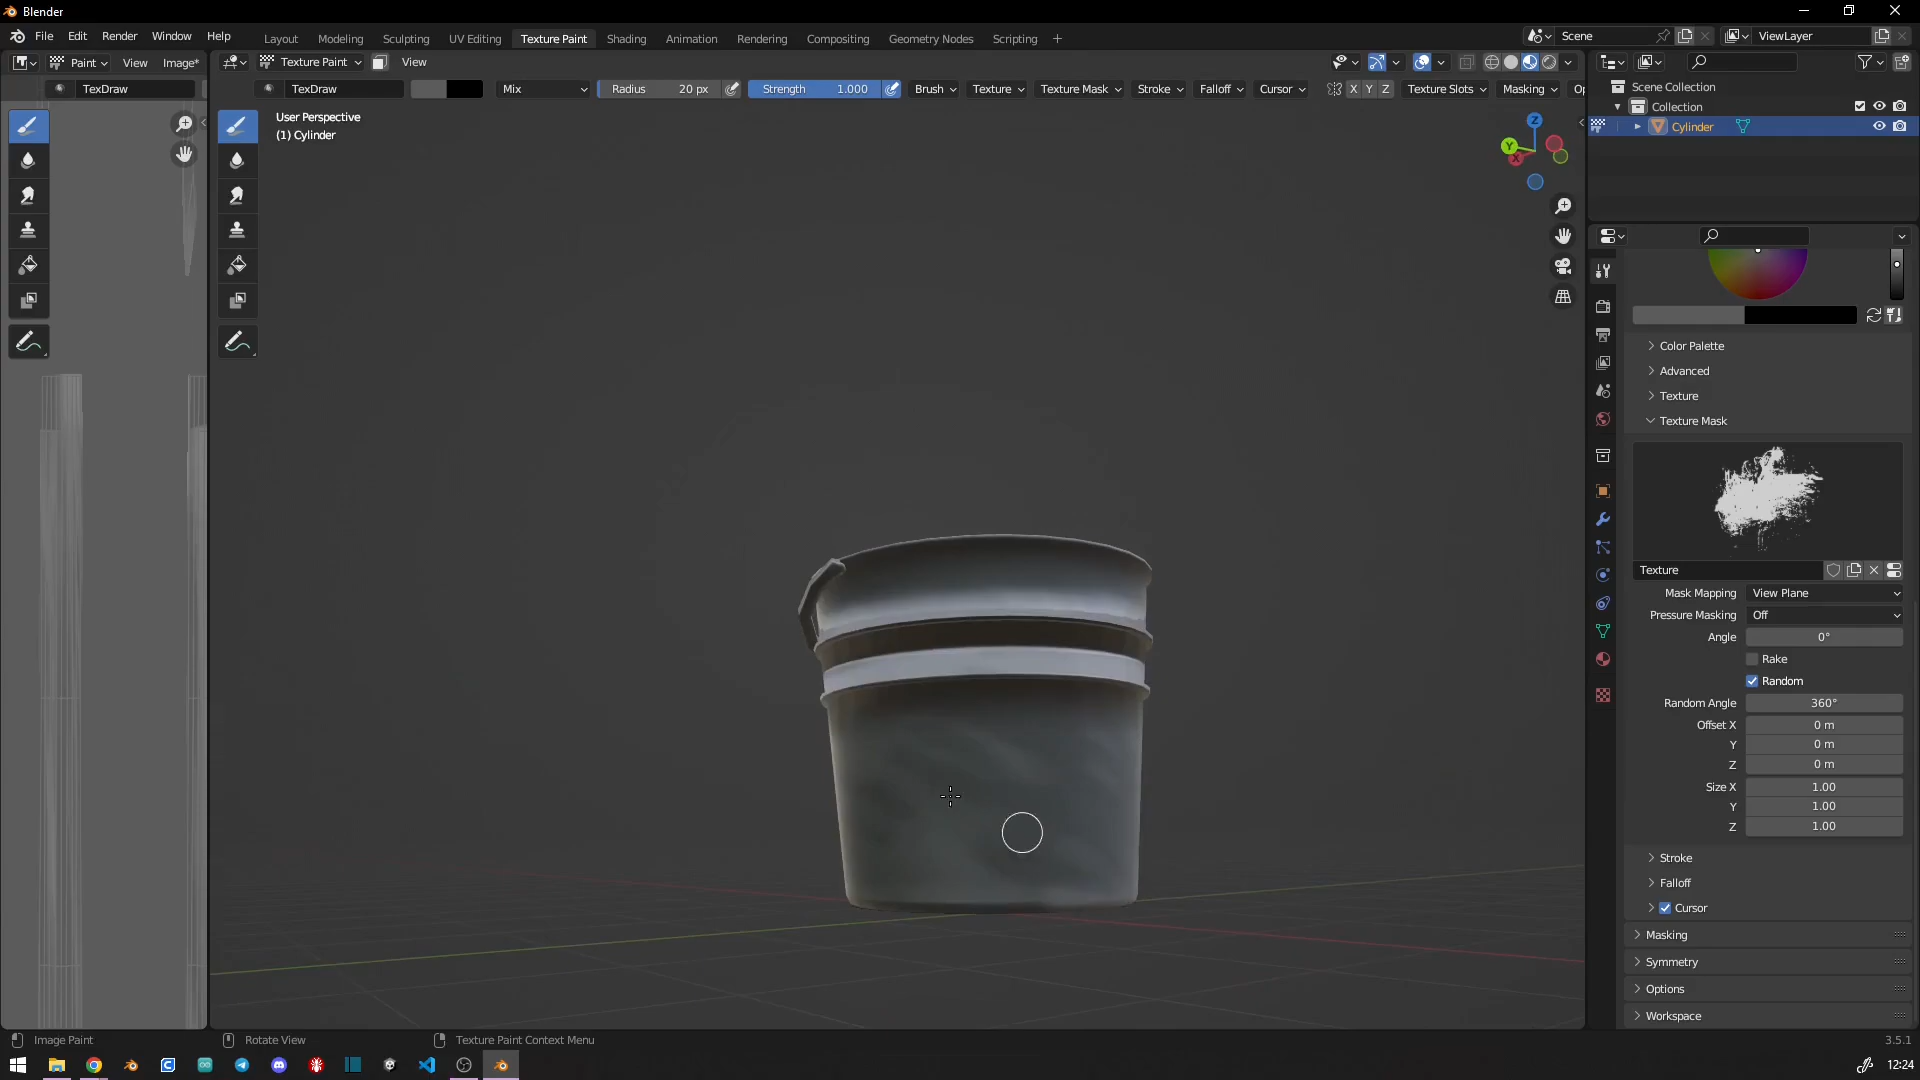 Blender
File Edit Render Window Help
Layout Modeling Sculpting UV Editing Texture Paint Shading Animation Rendering Compositing Geometry Nodes Scripting +
Scene ViewLayer
Paint View Image*
Texture Paint View
TexDraw
TexDraw Mix Radius 20 px Strength 1.000 Brush Texture Texture Mask Stroke Falloff Cursor X Y Z Texture Slots Masking Op
User Perspective
(1) Cylinder
Z
Y
X
Scene Collection
Collection
Cylinder
Color Palette
Advanced
Texture
Texture Mask
Texture
Mask Mapping View Plane
Pressure Masking Off
Angle 0°
Rake
Random
Random Angle 360°
Offset X 0 m
Y 0 m
Z 0 m
Size X 1.00
Y 1.00
Z 1.00
Stroke
Falloff
Cursor
Masking
Symmetry
Options
Workspace
Image Paint Rotate View Texture Paint Context Menu 3.5.1
12:24